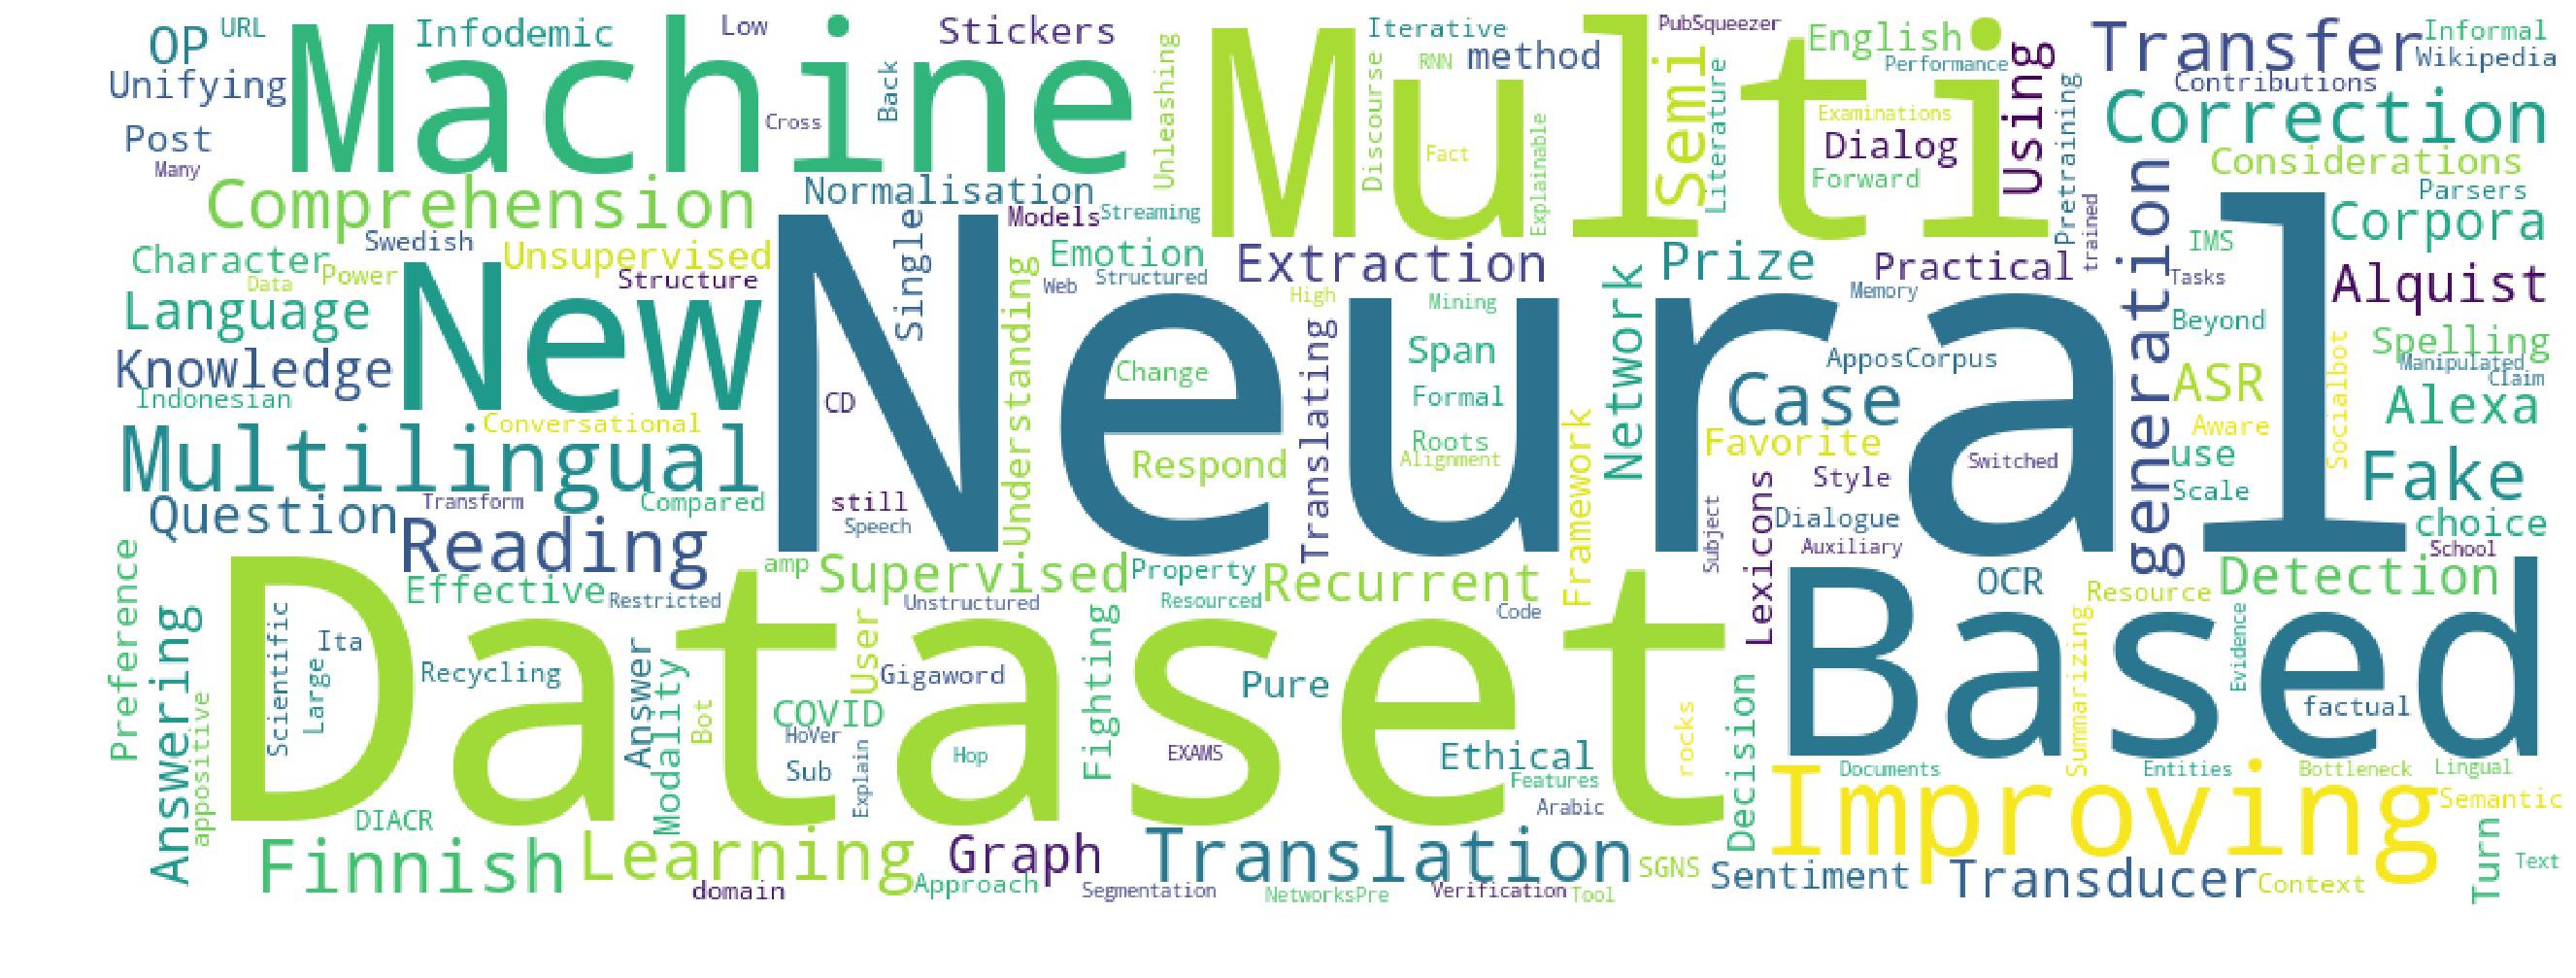 OP
URL
Machine
Infodemic
Low
Stickers
Unleashing
Multi
Iterative
RNN
method
PubSqueezer
Semi
English
Performance
Using
Transfer
Informal
Wikipedia
Contributions
Unifying
Post
Many
Cross
Back
Discourse
Fact
Explainable
Literature
Examinations
Dialog
Forward
Pretraining
trained
Correction
Considerations
Parsers
Comprehension
Normalisation
Single
Models
Streaming
Character
Swedish
Power
Data
Unsupervised
Structure
Emotion
Structured
Web
Extraction
High
Mining
Network
Prize
Practical
Memory
generation
IMS
Tasks
Corpora
Alquist
Language
New
Neural
Understanding
Translating
Span
Formal
Roots
Alignment
Change
Respond
Framework
ApposCorpus
Case
Favorite
Switched
Style
Dialogue
Auxiliary
Beyond
ASR
Aware
use
Scale
Socialbot
Spelling
Manipulated
Claim
Alexa
Fake
choice
School
Knowledge
Indonesian
Conversational
CD
Multilingual
Question
Transform
Compared
still
Speech
Reading
Effective
Restricted
amp
Supervised
Property
Unstructured
Resourced
Recurrent
Code
Subject
Lexicons
OCR
Resource
Detection
Preference
Answering
appositive
Scientific
Large
Ita
Dataset
Recycling
Answer
Modality
Bot
User
Gigaword
COVID
HoVer
Sub
Explain
Hop
Fighting
EXAMS
Pure
Ethical
Features
Arabic
rocks
Decision
Based
Summarizing
Evidence
factual
Documents
Entities
Bottleneck
Lingual
DIACR
Improving
Semantic
Finnish
Learning
domain
Graph
Approach
Translation
Segmentation
NetworksPre
Verification
Tool
SGNS
Sentiment
Transducer
Context
Turn
Text